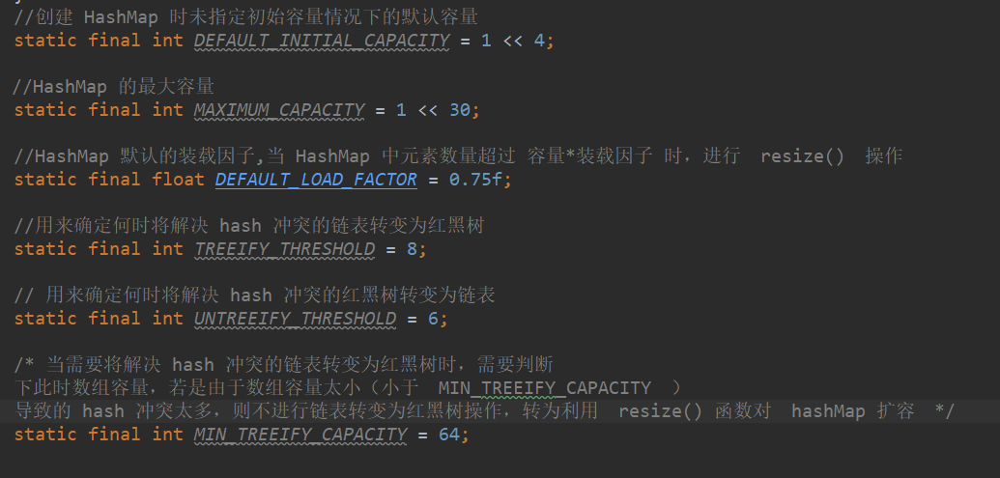 }
//创建 HashMap 时未指定初始容量情况下的默认容量
static final int DEFAULT_INITIAL_CAPACITY = 1 << 4;
//HashMap 的最大容量
static final int MAXIMUM_CAPACITY = 1 << 30;
//HashMap 默认的装载因子,当 HashMap 中元素数量超过 容量*装载因子 时，进行 resize() 操作
static final float DEFAULT_LOAD_FACTOR = 0.75f;
//用来确定何时将解决 hash 冲突的链表转变为红黑树
static final int TREEIFY_THRESHOLD = 8;
// 用来确定何时将解决 hash 冲突的红黑树转变为链表
static final int UNTREEIFY_THRESHOLD = 6;
/* 当需要将解决 hash 冲突的链表转变为红黑树时，需要判断
下此时数组容量，若是由于数组容量太小（小于 MIN_TREEIFY_CAPACITY ）
导致的 hash 冲突太多，则不进行链表转变为红黑树操作，转为利用 resize() 函数对 hashMap 扩容 */
static final int MIN_TREEIFY_CAPACITY = 64;